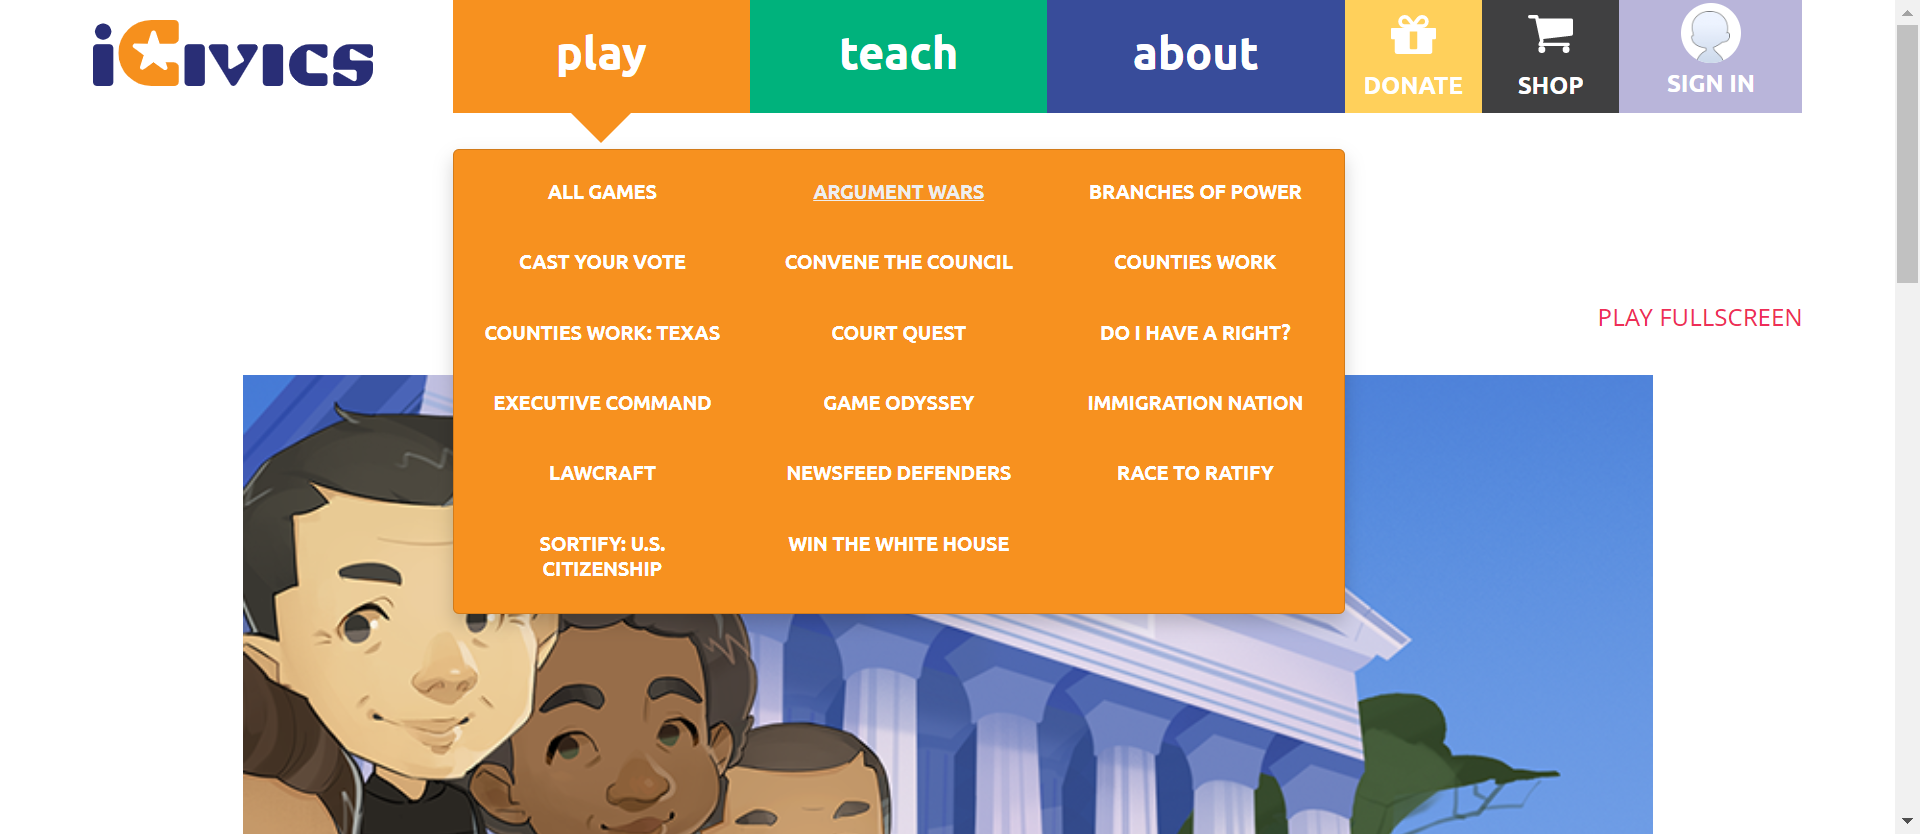 iCIVICS
play
teach
about
DONATE
SHOP
SIGN IN
ALL GAMES
ARGUMENT WARS
BRANCHES OF POWER
CAST YOUR VOTE
CONVENE THE COUNCIL
COUNTIES WORK
COUNTIES WORK: TEXAS
COURT QUEST
DO I HAVE A RIGHT?
EXECUTIVE COMMAND
GAME ODYSSEY
IMMIGRATION NATION
LAWCRAFT
NEWSFEED DEFENDERS
RACE TO RATIFY
SORTIFY: U.S.
CITIZENSHIP
WIN THE WHITE HOUSE
PLAY FULLSCREEN